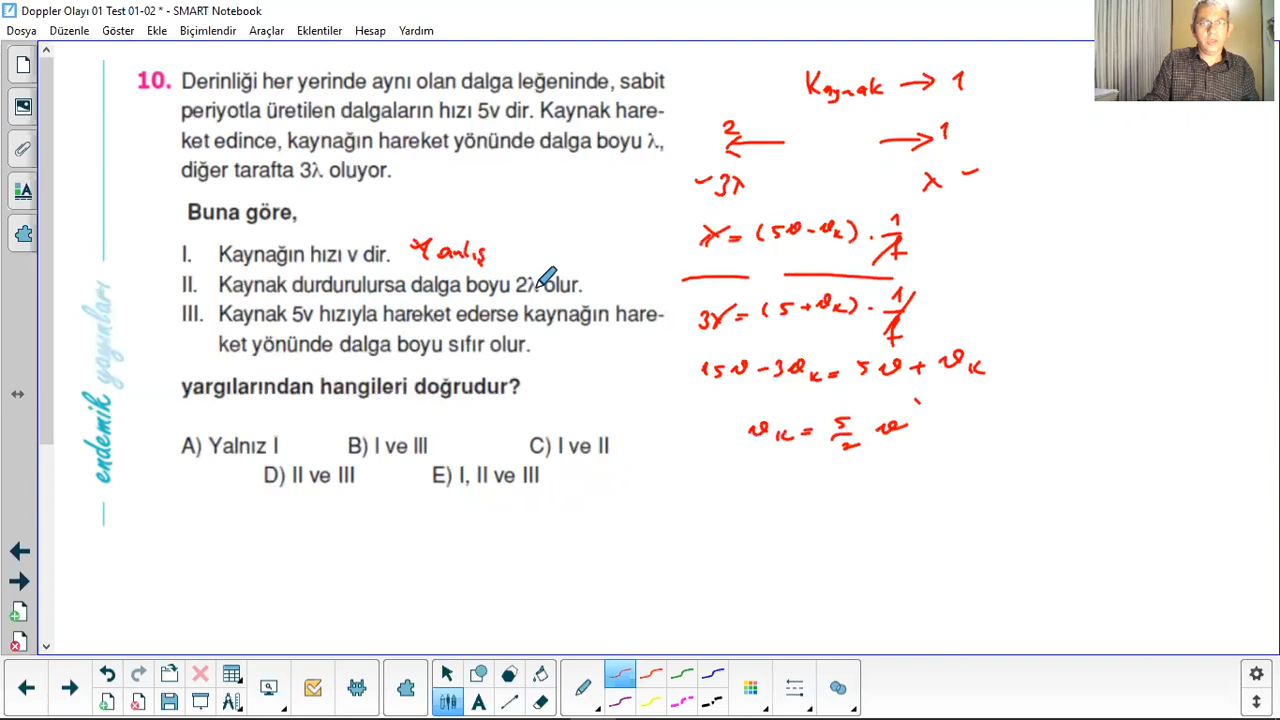 Doppler Olayı 01 Test 01-02 * - SMART Notebook
Dosya Düzenle Göster Ekle Biçimlendiri Araçlar Eklentiler Hesap Yardım
10. Derinliği her yerinde aynı olan dalga leğeninde, sabit
periyotla üretilen dalgaların hızı 5v dir. Kaynak hare-
ket edince, kaynağın hareket yönünde dalga boyu λ,
diğer tarafta 3λ oluyor.
Buna göre,
I. Kaynağın hızı v dir. Yanlış
II. Kaynak durdurulursa dalga boyu 2λ olur.
III. Kaynak 5v hızıyla hareket ederse kaynağın hare-
ket yönünde dalga boyu sıfır olur.
yargılarından hangileri doğrudur?
A) Yalnız I B) I ve III C) I ve II
D) II ve III E) I, II ve III
endemik yayınları
Kaynak → 1
2 1
3λ λ
λ = (5v - vK) . 1/f
3λ = (5 + vK) . 1/f
15v - 3vK = 5v + vK
vK = 5/2 v